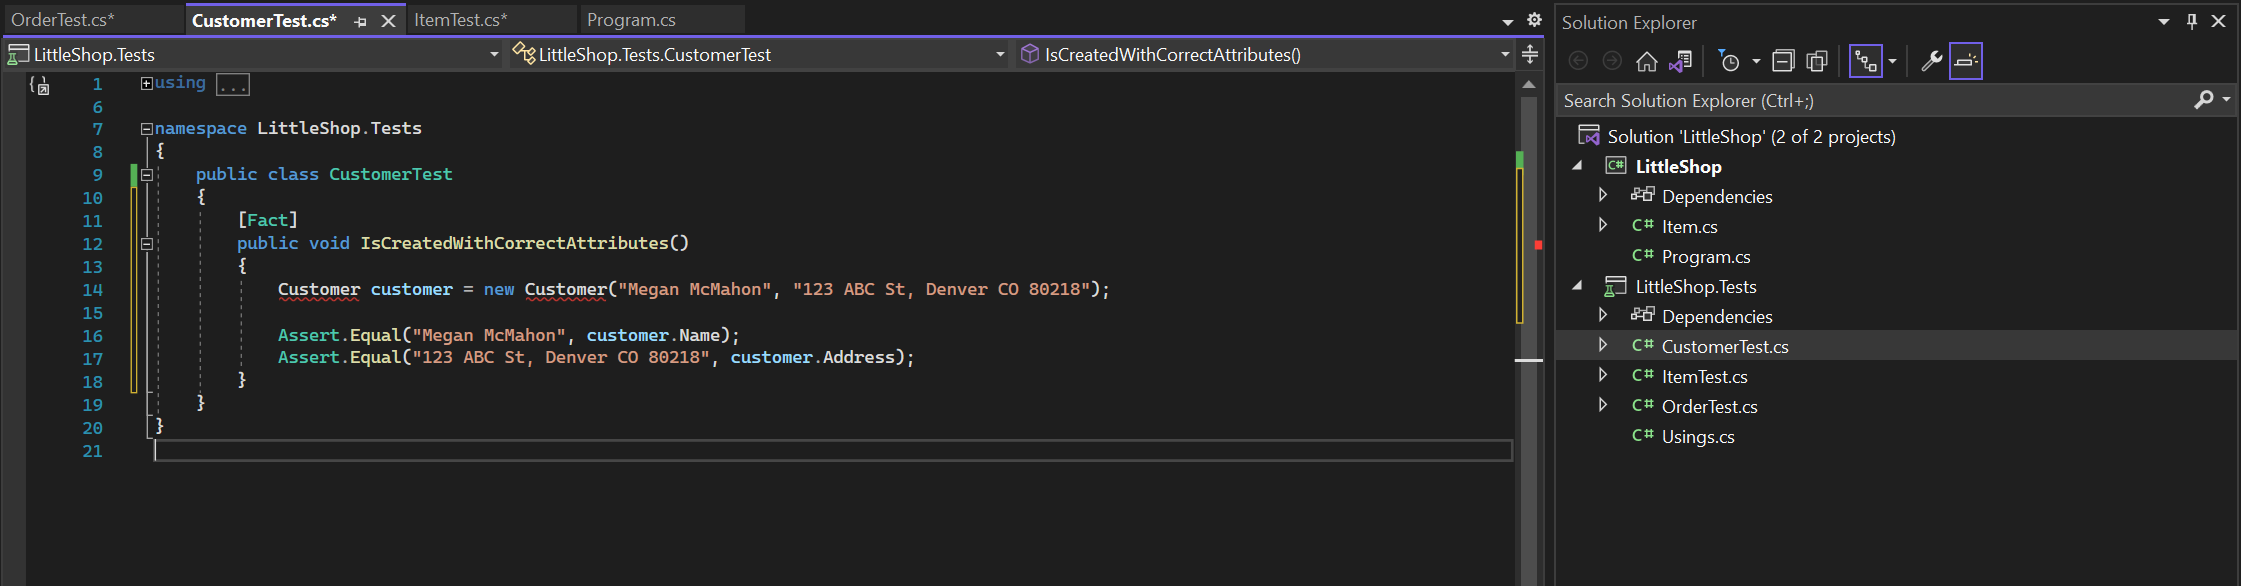 OrderTest.cs*
CustomerTest.cs*
ItemTest.cs*
Program.cs
LittleShop.Tests
LittleShop.Tests.CustomerTest
IsCreatedWithCorrectAttributes()
1 using ...
6
7 namespace LittleShop.Tests
8 {
9 public class CustomerTest
10 {
11 [Fact]
12 public void IsCreatedWithCorrectAttributes()
13 {
14 Customer customer = new Customer("Megan McMahon", "123 ABC St, Denver CO 80218");
15
16 Assert.Equal("Megan McMahon", customer.Name);
17 Assert.Equal("123 ABC St, Denver CO 80218", customer.Address);
18 }
19 }
20 }
21
Solution Explorer
Search Solution Explorer (Ctrl+;)
Solution 'LittleShop' (2 of 2 projects)
C# LittleShop
Dependencies
C# Item.cs
C# Program.cs
LittleShop.Tests
Dependencies
C# CustomerTest.cs
C# ItemTest.cs
C# OrderTest.cs
C# Usings.cs